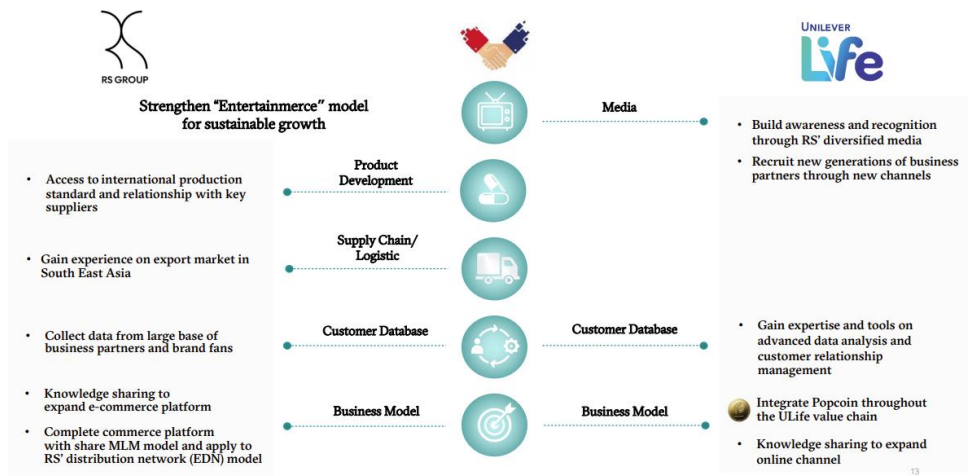 RS GROUP
UNILEVER
Life
Strengthen “Entertainmerce” model
for sustainable growth
Media
• Build awareness and recognition
through RS’ diversified media
• Recruit new generations of business
partners through new channels
Product
Development
• Access to international production
standard and relationship with key
suppliers
Supply Chain/
Logistic
• Gain experience on export market in
South East Asia
Customer Database
• Collect data from large base of
business partners and brand fans
Customer Database
• Gain expertise and tools on
advanced data analysis and
customer relationship
management
Business Model
• Knowledge sharing to
expand e-commerce platform
• Complete commerce platform
with share MLM model and apply to
RS’ distribution network (EDN) model
Business Model
Integrate Popcoin throughout
the ULife value chain
• Knowledge sharing to expand
online channel
13